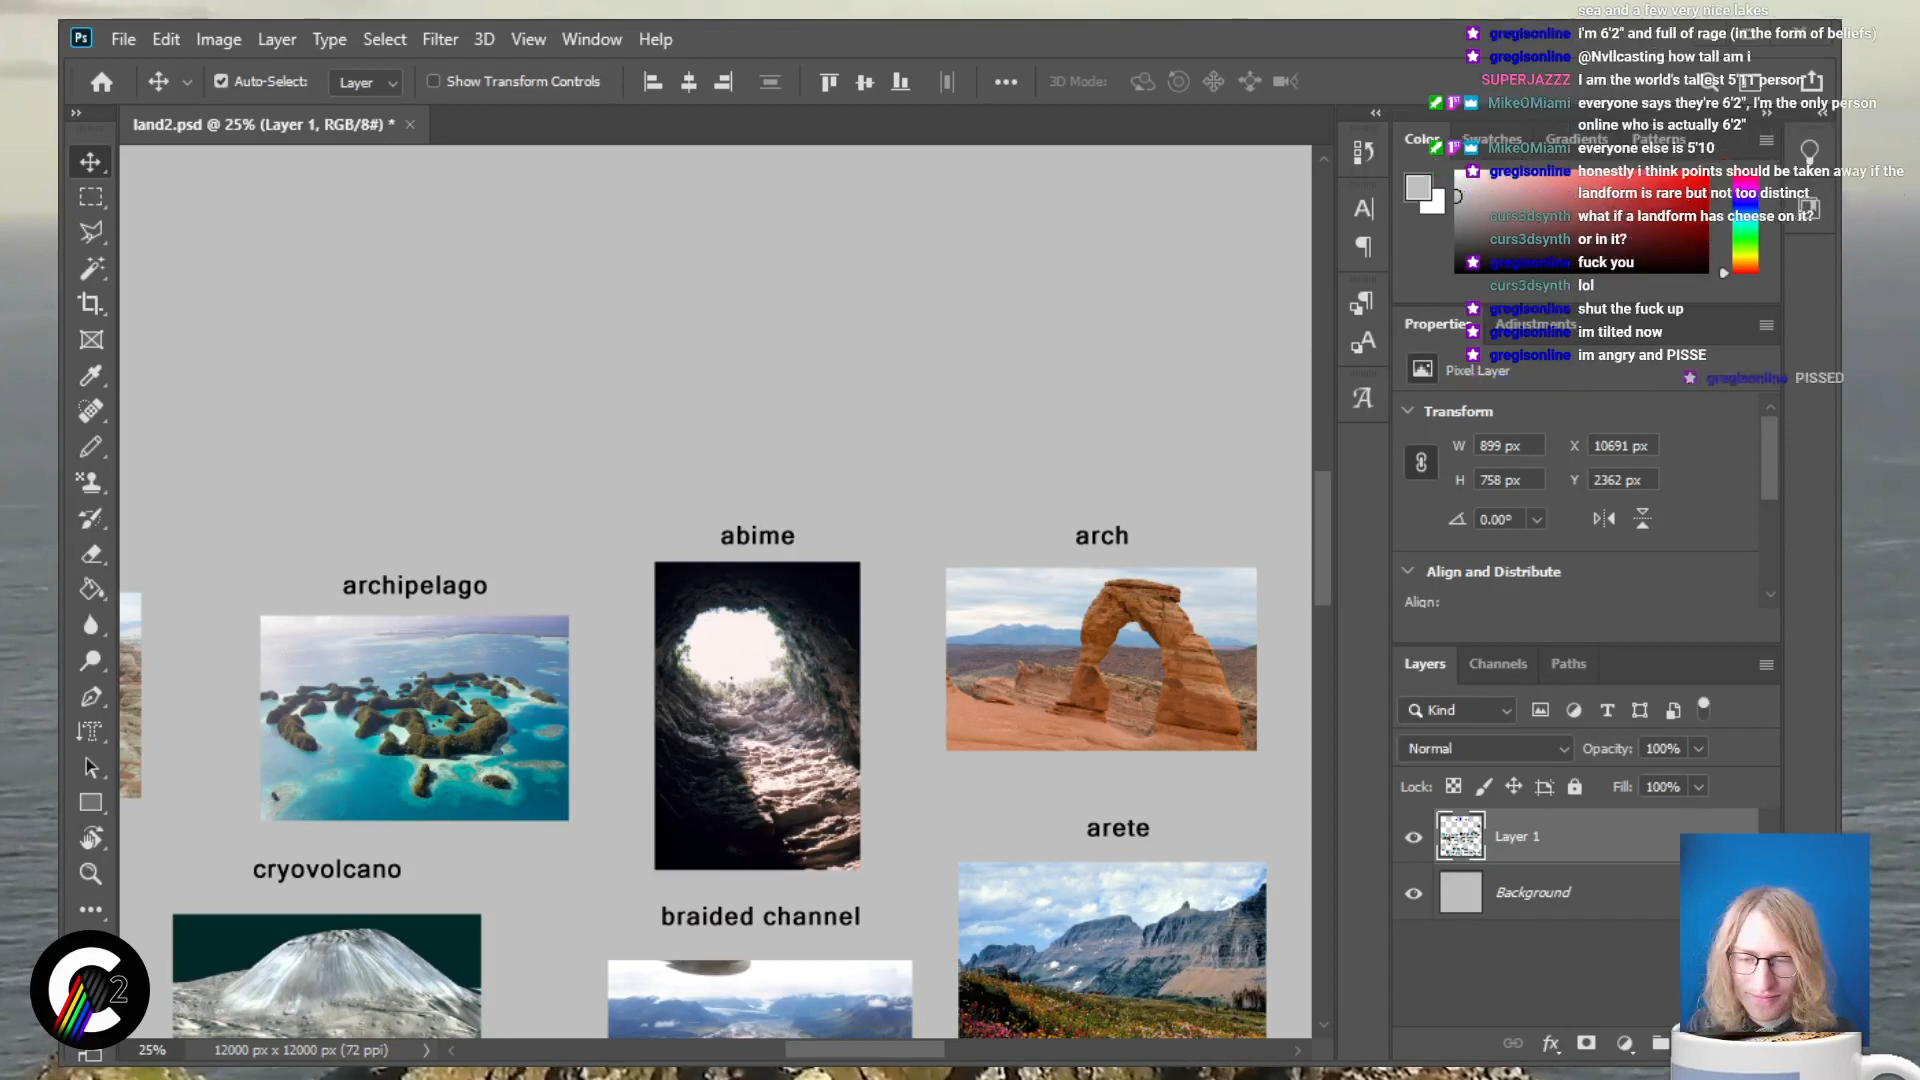 Ps File Edit Image Layer Type Select Filter 3D View Window Help
Auto-Select: Layer Show Transform Controls 3D Mode:
land2.psd @ 25% (Layer 1, RGB/8#) *
sea and a few very nice lakes
gregisonline i'm 6'2" and full of rage (in the form of beliefs)
gregisonline @Nvllcasting how tall am i
SUPERJAZZZ I am the world's tallest 5'11 person
MikeOMiami everyone says they're 6'2", I'm the only person
online who is actually 6'2"
MikeOMiami everyone else is 5'10
gregisonline honestly i think points should be taken away if the
landform is rare but not too distinct
curs3dsynth what if a landform has cheese on it?
curs3dsynth or in it?
gregisonline fuck you
curs3dsynth lol
gregisonline shut the fuck up
gregisonline im tilted now
gregisonline im angry and PISSE
gregisonline PISSED
Color Swatches Gradients Patterns
Properties Adjustments
Pixel Layer
Transform
W 899 px X 10691 px
H 758 px Y 2362 px
0.00°
Align and Distribute
Align:
Layers Channels Paths
Kind
Normal Opacity: 100%
Lock: Fill: 100%
Layer 1
Background
fx
abime
arch
archipelago
arete
cryovolcano
braided channel
25% 12000 px x 12000 px (72 ppi)
C2